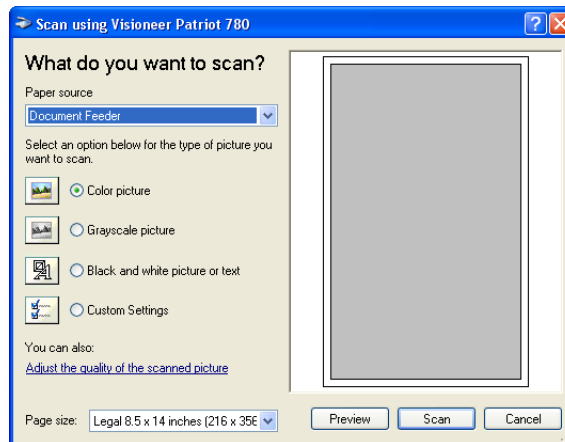 Scan using Visioneer Patriot 780
What do you want to scan?
Paper source
Document Feeder
Select an option below for the type of picture you
want to scan.
Color picture
Grayscale picture
Black and white picture or text
Custom Settings
You can also:
Adjust the quality of the scanned picture
Page size: Legal 8.5 x 14 inches (216 x 356
Preview Scan Cancel